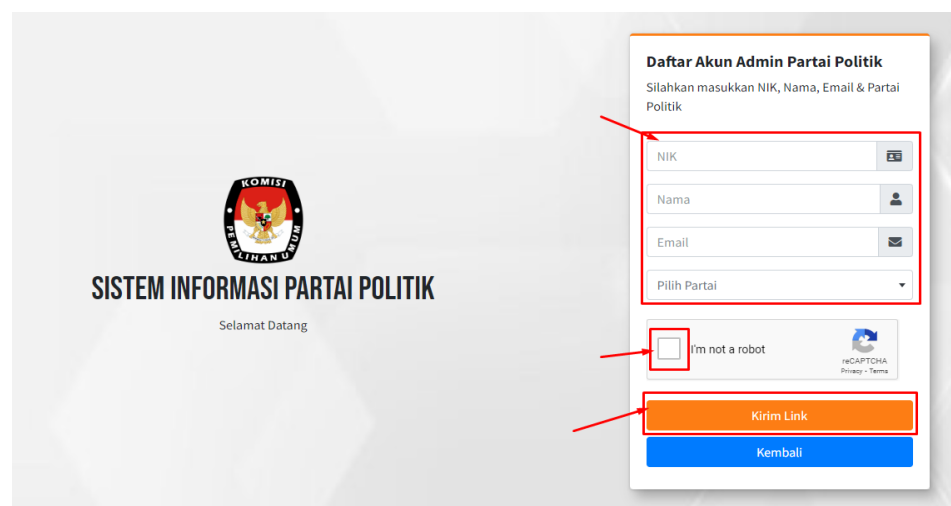 KOMISI
PEMILIHAN UMUM
SISTEM INFORMASI PARTAI POLITIK
Selamat Datang
Daftar Akun Admin Partai Politik
Silahkan masukkan NIK, Nama, Email & Partai
Politik
NIK
Nama
Email
Pilih Partai
I'm not a robot
reCAPTCHA
Privacy - Terms
Kirim Link
Kembali